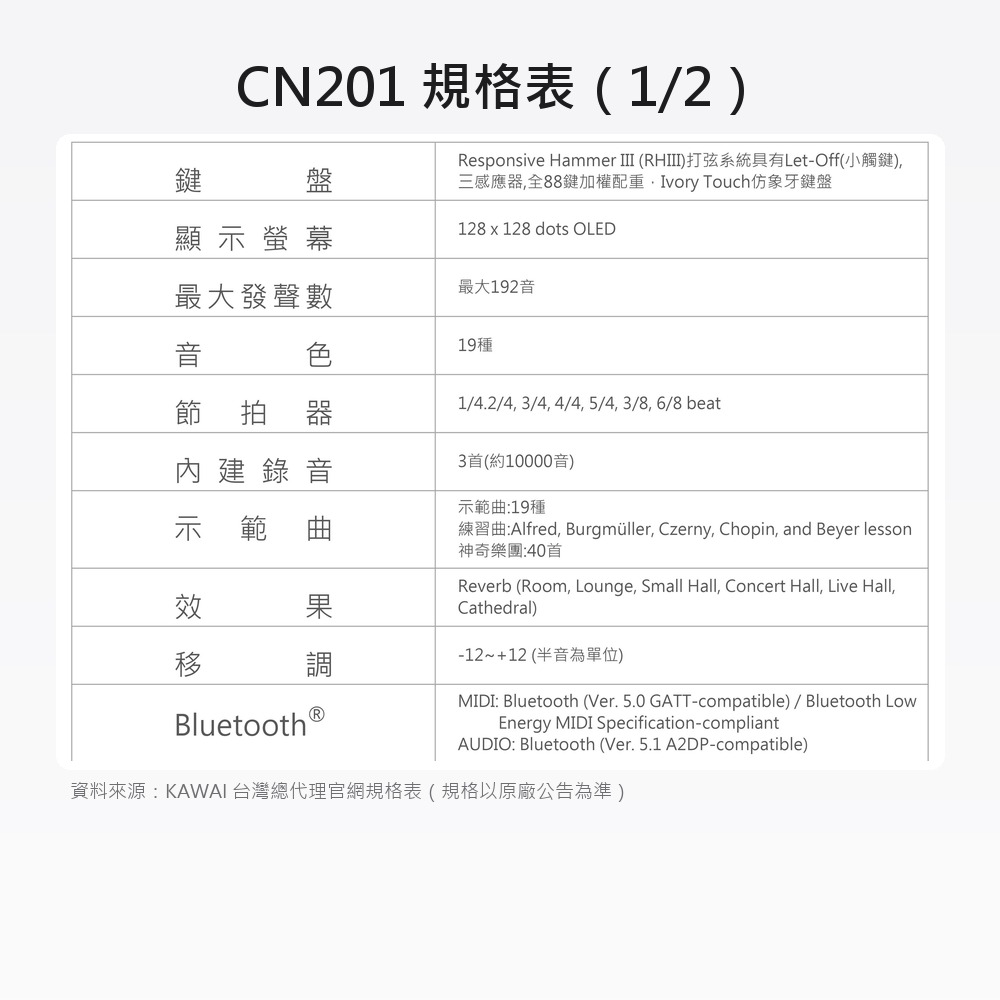 CN201 規格表 ( 1/2 )
鍵盤
Responsive Hammer III (RHIII)打弦系統具有Let-Off(小觸鍵),
三感應器,全88鍵加權配重 · Ivory Touch仿象牙鍵盤
顯示螢幕
128 x 128 dots OLED
最大發聲數
最大192音
音色
19種
節拍器
1/4.2/4, 3/4, 4/4, 5/4, 3/8, 6/8 beat
內建錄音
3首(約10000音)
示範曲
示範曲:19種
練習曲:Alfred, Burgmüller, Czerny, Chopin, and Beyer lesson
神奇樂團:40首
效果
Reverb (Room, Lounge, Small Hall, Concert Hall, Live Hall,
Cathedral)
移調
-12~+12 (半音為單位)
Bluetooth®
MIDI: Bluetooth (Ver. 5.0 GATT-compatible) / Bluetooth Low
Energy MIDI Specification-compliant
AUDIO: Bluetooth (Ver. 5.1 A2DP-compatible)
資料來源：KAWAI 台灣總代理官網規格表 ( 規格以原廠公告為準 )